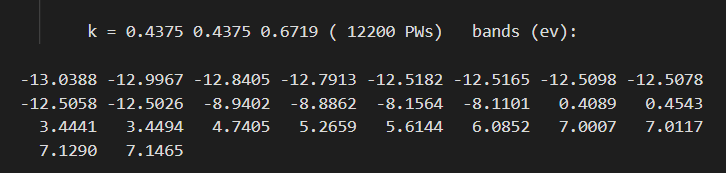 k = 0.4375 0.4375 0.6719 ( 12200 PWs)   bands (ev):
-13.0388 -12.9967 -12.8405 -12.7913 -12.5182 -12.5165 -12.5098 -12.5078
-12.5058 -12.5026 -8.9402 -8.8862 -8.1564 -8.1101 0.4089 0.4543
3.4441 3.4494 4.7405 5.2659 5.6144 6.0852 7.0007 7.0117
7.1290 7.1465